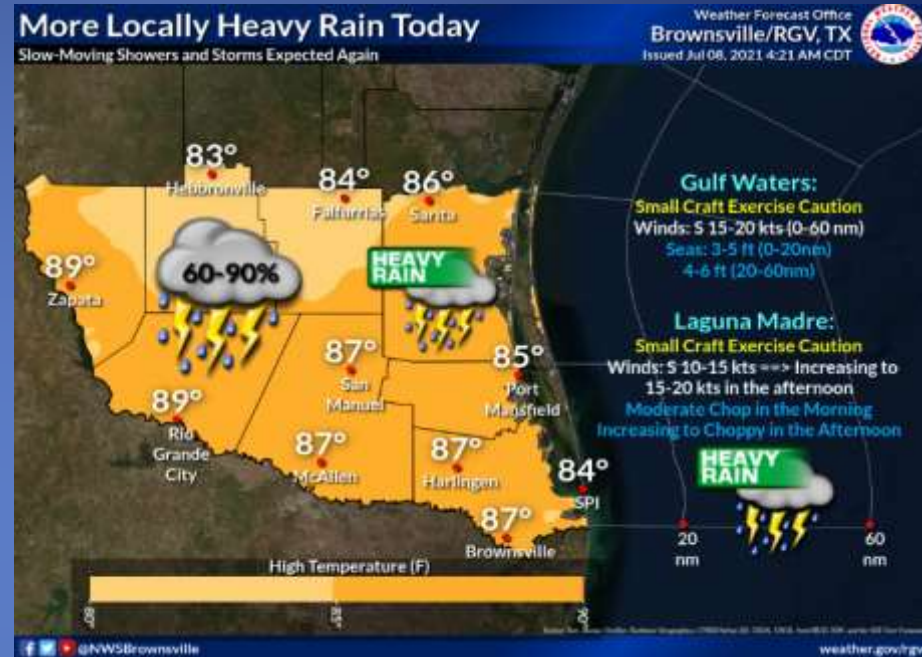 More Locally Heavy Rain Today
Slow-Moving Showers and Storms Expected Again
Weather Forecast Office
Brownsville/RGV, TX
Issued Jul 08, 2021 4:21 AM CDT
83°
Hebbronville
84°
Falfurrias
86°
Sarita
89°
Zapata
60-90%
HEAVY
RAIN
87°
San
Manuel
85°
Port
Mansfield
89°
Rio
Grande
City
87°
McAllen
87°
Harlingen
84°
SPI
87°
Brownsville
Gulf Waters:
Small Craft Exercise Caution
Winds: S 15-20 kts (0-60 nm)
Seas: 3-5 ft (0-20nm)
4-6 ft (20-60nm)
Laguna Madre:
Small Craft Exercise Caution
Winds: S 10-15 kts ==> Increasing to
15-20 kts in the afternoon
Moderate Chop in the Morning
Increasing to Choppy in the Afternoon
HEAVY
RAIN
20
nm
60
nm
High Temperature (F)
80°
85°
90°
@NWSBrownsville
weather.gov/rgv